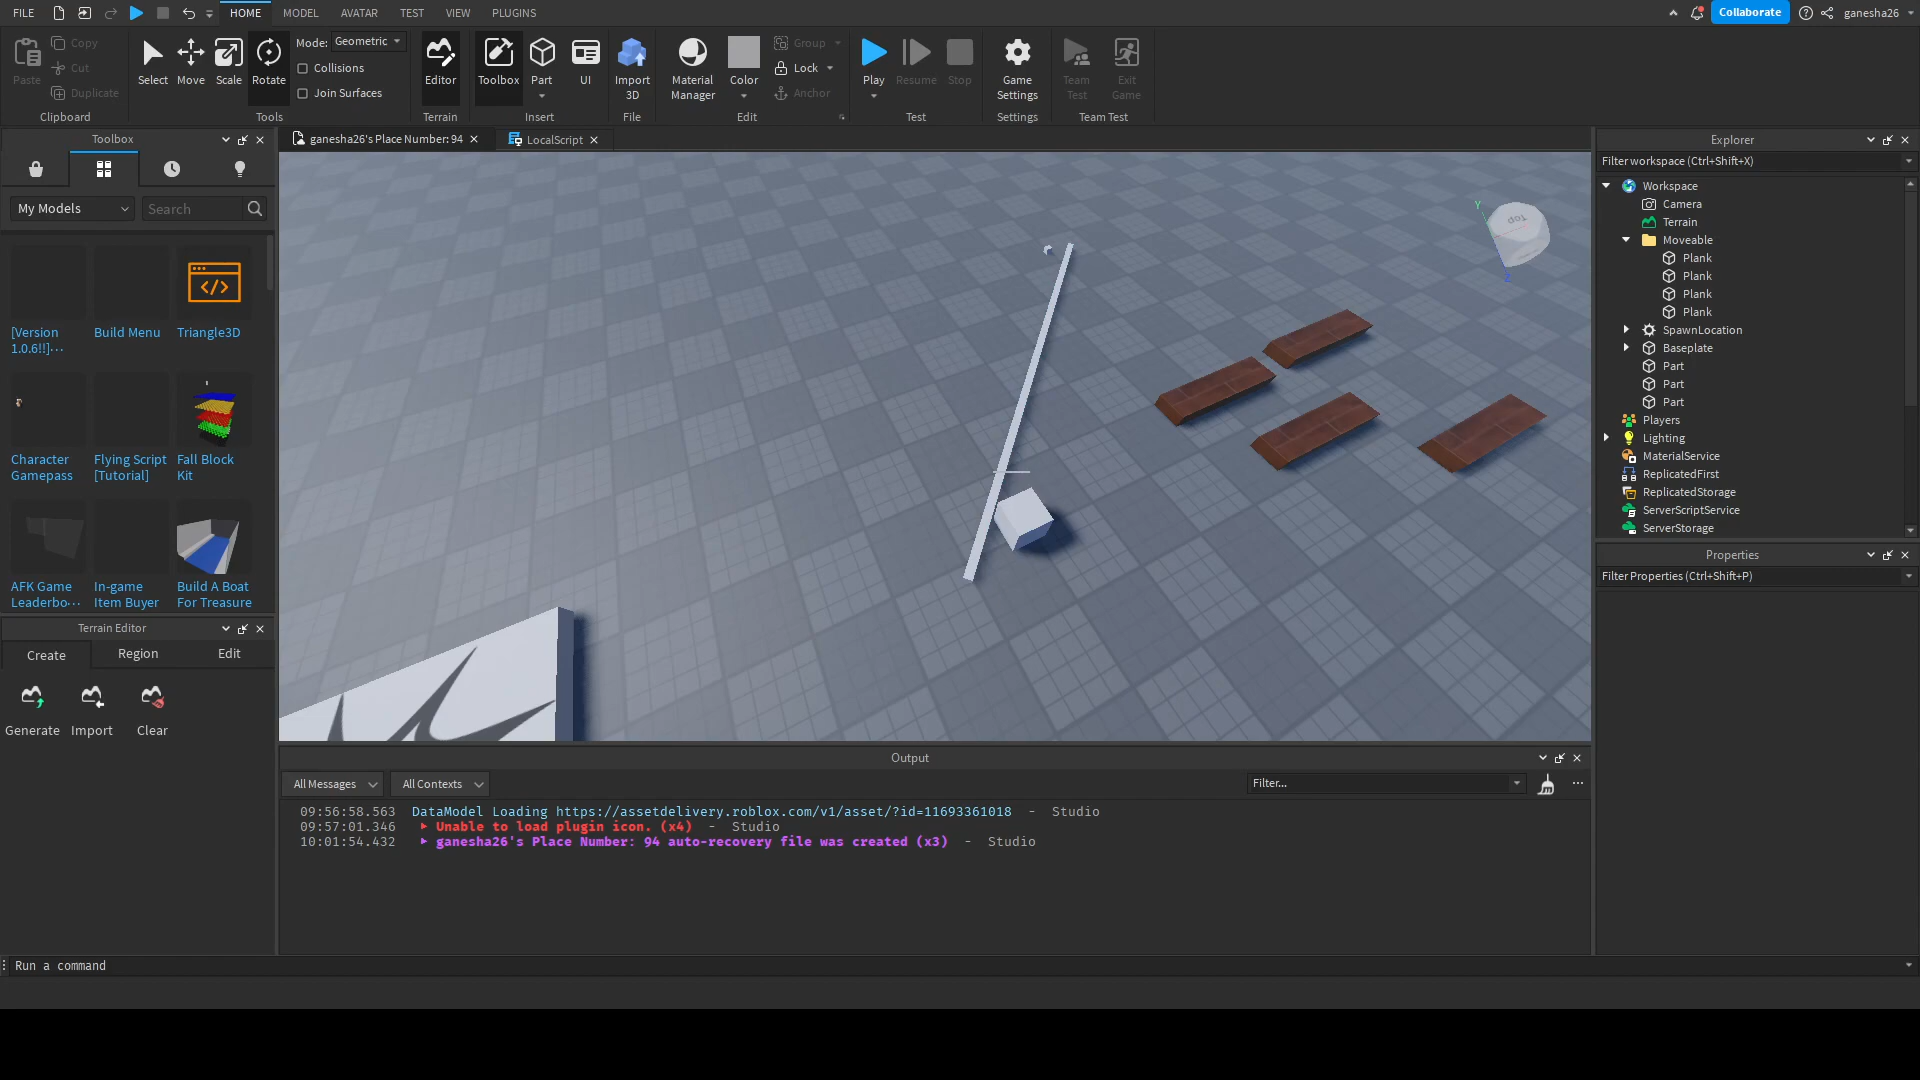 FILE
HOME
MODEL
AVATAR
TEST
VIEW
PLUGINS
Collaborate
ganesha26
Paste
Copy
Cut
Duplicate
Clipboard
Select
Move
Scale
Rotate
Mode: Geometric
Collisions
Join Surfaces
Tools
Editor
Terrain
Toolbox
Part
UI
Insert
Import
3D
File
Material
Manager
Color
Group
Lock
Anchor
Edit
Play
Resume
Stop
Test
Game
Settings
Settings
Team
Test
Exit
Game
Team Test
Toolbox
My Models
Search
[Version
1.0.6!!]...
Build Menu
Triangle3D
Character
Gamepass
Flying Script
[Tutorial]
Fall Block
Kit
AFK Game
Leaderbo...
In-game
Item Buyer
Build A Boat
For Treasure
Terrain Editor
Create
Region
Edit
Generate
Import
Clear
ganesha26's Place Number: 94
LocalScript
Top
Y
Z
Output
All Messages
All Contexts
Filter...
09:56:58.563 DataModel Loading https://assetdelivery.roblox.com/v1/asset/?id=11693361018 - Studio
09:57:01.346 Unable to load plugin icon. (x4) - Studio
10:01:54.432 ganesha26's Place Number: 94 auto-recovery file was created (x3) - Studio
Explorer
Filter workspace (Ctrl+Shift+X)
Workspace
Camera
Terrain
Moveable
Plank
Plank
Plank
Plank
SpawnLocation
Baseplate
Part
Part
Part
Players
Lighting
MaterialService
ReplicatedFirst
ReplicatedStorage
ServerScriptService
ServerStorage
Properties
Filter Properties (Ctrl+Shift+P)
Run a command